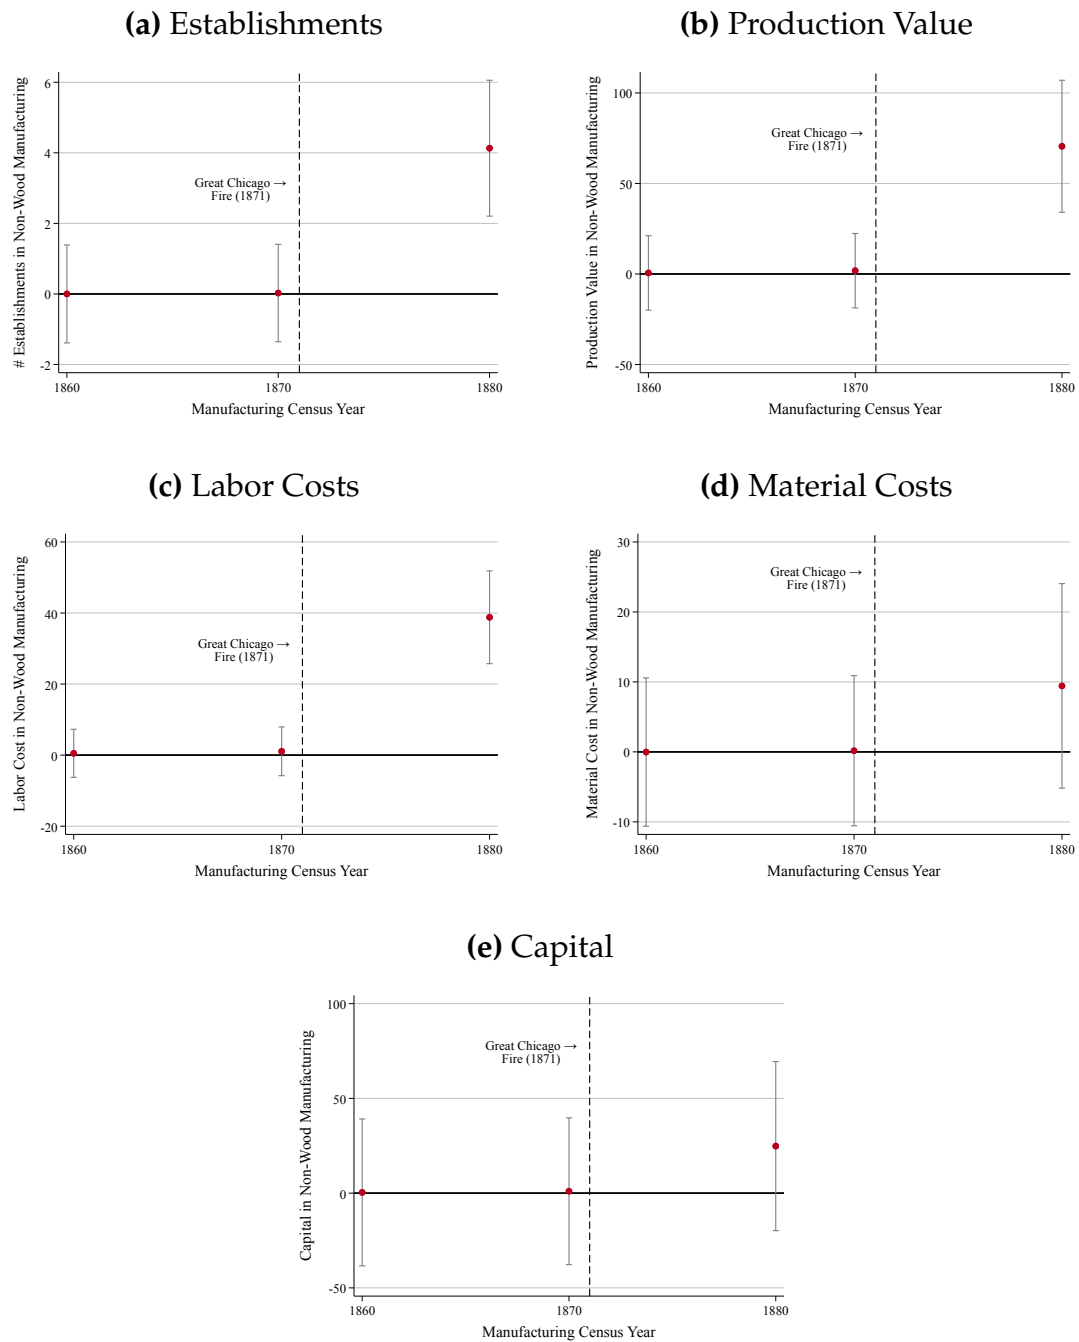 (a) Establishments
# Establishments in Non-Wood Manufacturing
6
4
2
0
-2
Great Chicago →
Fire (1871)
1860
1870
1880
Manufacturing Census Year
(b) Production Value
Production Value in Non-Wood Manufacturing
100
50
0
-50
Great Chicago →
Fire (1871)
1860
1870
1880
Manufacturing Census Year
(c) Labor Costs
Labor Cost in Non-Wood Manufacturing
60
40
20
0
-20
Great Chicago →
Fire (1871)
1860
1870
1880
Manufacturing Census Year
(d) Material Costs
Material Cost in Non-Wood Manufacturing
30
20
10
0
-10
Great Chicago →
Fire (1871)
1860
1870
1880
Manufacturing Census Year
(e) Capital
Capital in Non-Wood Manufacturing
100
50
0
-50
Great Chicago →
Fire (1871)
1860
1870
1880
Manufacturing Census Year